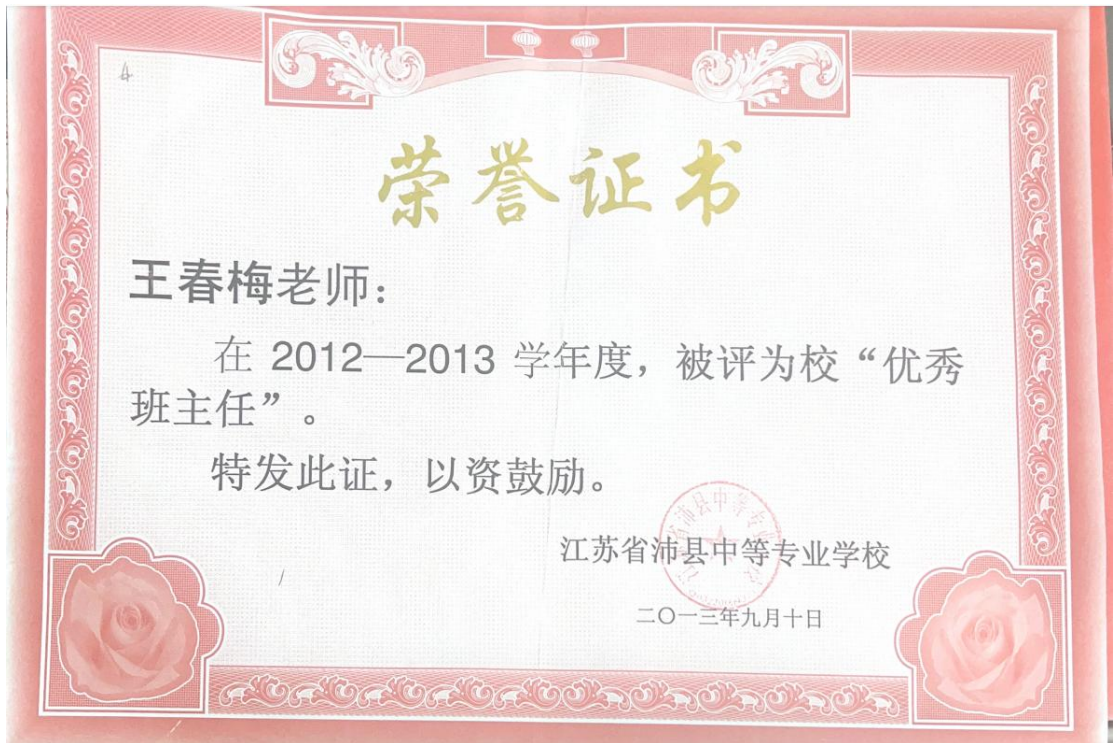 荣誉证书
王春梅老师：
在 2012—2013 学年度，被评为校“优秀
班主任”。
特发此证，以资鼓励。
江苏省沛县中等专业学校
二〇一三年九月十日